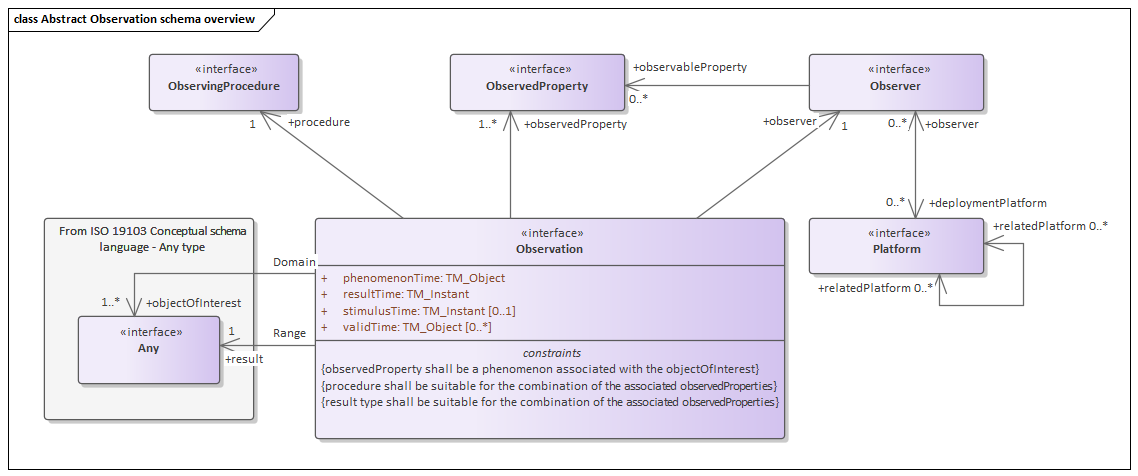 class Abstract Observation schema overview
«interface»
ObservingProcedure
«interface»
ObservedProperty
+observableProperty
0..*
«interface»
Observer
1
+procedure
1..*
+observedProperty
+observer
1
0..*
+observer
0..*
+deploymentPlatform
From ISO 19103 Conceptual schema
language - Any type
«interface»
Observation
«interface»
Platform
+relatedPlatform 0..*
+relatedPlatform 0..*
Domain
1..*
+objectOfInterest
«interface»
Any
1
Range
+result
+ phenomenonTime: TM_Object
+ resultTime: TM_Instant
+ stimulusTime: TM_Instant [0..1]
+ validTime: TM_Object [0..*]
constraints
{observedProperty shall be a phenomenon associated with the objectOfInterest}
{procedure shall be suitable for the combination of the associated observedProperties}
{result type shall be suitable for the combination of the associated observedProperties}